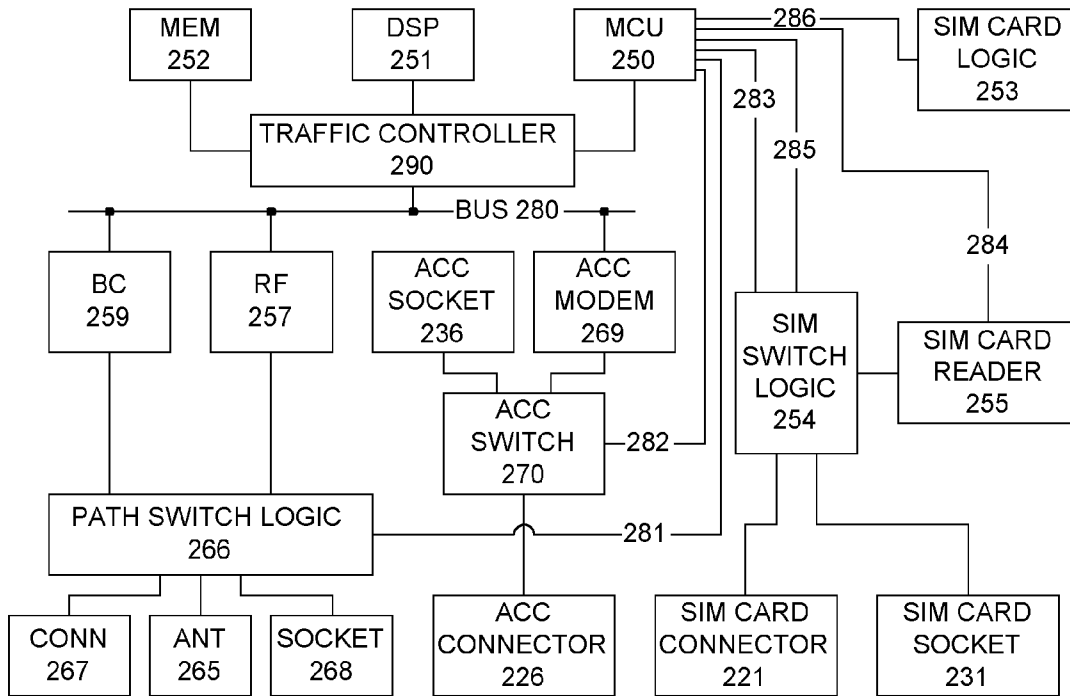 MEM
252
DSP
251
MCU
250
286
SIM CARD
LOGIC
253
283
285
TRAFFIC CONTROLLER
290
BUS 280
284
BC
259
RF
257
ACC
SOCKET
236
ACC
MODEM
269
SIM
SWITCH
LOGIC
254
SIM CARD
READER
255
ACC
SWITCH
270
282
PATH SWITCH LOGIC
266
281
CONN
267
ANT
265
SOCKET
268
ACC
CONNECTOR
226
SIM CARD
CONNECTOR
221
SIM CARD
SOCKET
231